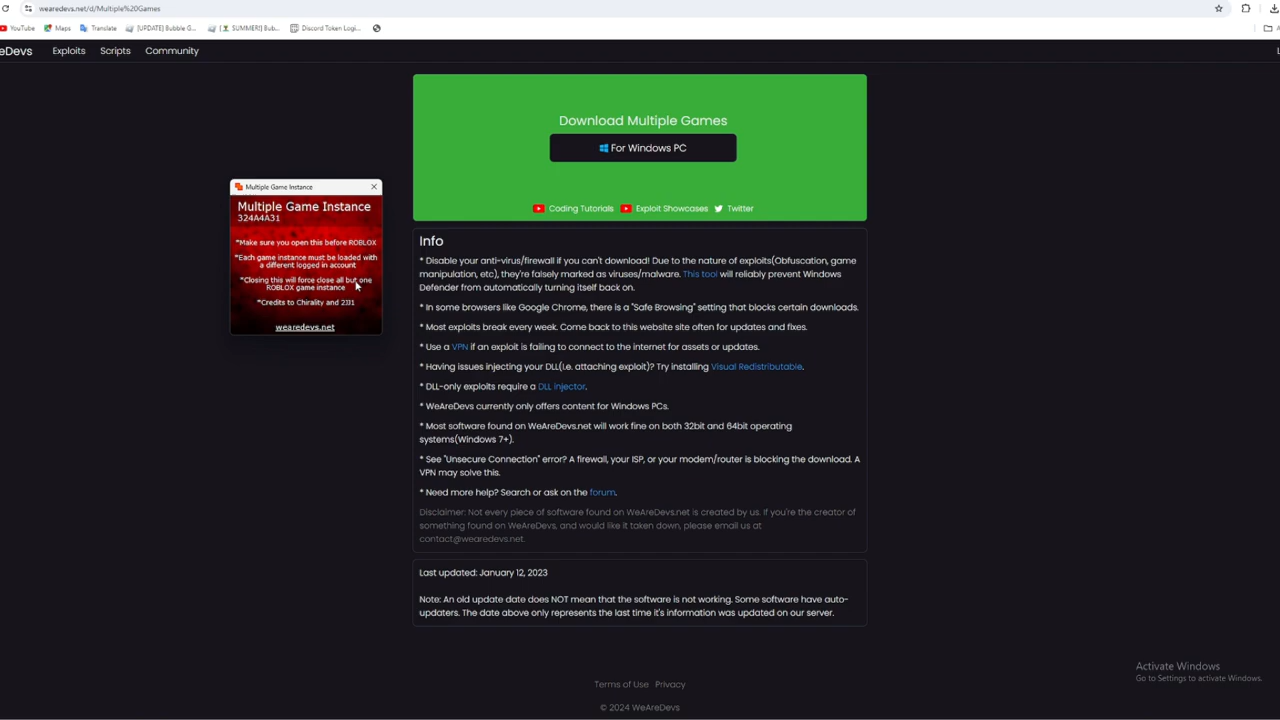 wearedevs.net/d/Multiple%20Games
YouTube
Maps
Translate
[UPDATE] Bubble G...
SUMMER!] Bub...
Discord Token Logi...
eDevs
Exploits
Scripts
Community
Download Multiple Games
For Windows PC
Coding Tutorials
Exploit Showcases
Twitter
Multiple Game Instance
Multiple Game Instance
324A4A31
*Make sure you open this before ROBLOX
*Each game instance must be loaded with
a different logged in account
*Closing this will force close all but one
ROBLOX game instance
*Credits to Chirality and 2JJ1
wearedevs.net
Info
* Disable your anti-virus/firewall if you can't download! Due to the nature of exploits(Obfuscation, game
manipulation, etc), they're falsely marked as viruses/malware. This tool will reliably prevent Windows
Defender from automatically turning itself back on.
* In some browsers like Google Chrome, there is a "Safe Browsing" setting that blocks certain downloads.
* Most exploits break every week. Come back to this website site often for updates and fixes.
* Use a VPN if an exploit is failing to connect to the internet for assets or updates.
* Having issues injecting your DLL(i.e. attaching exploit)? Try installing Visual Redistributable.
* DLL-only exploits require a DLL injector.
* WeAreDevs currently only offers content for Windows PCs.
* Most software found on WeAreDevs.net will work fine on both 32bit and 64bit operating
systems(Windows 7+).
* See "Unsecure Connection" error? A firewall, your ISP, or your modem/router is blocking the download. A
VPN may solve this.
* Need more help? Search or ask on the forum.
Disclaimer: Not every piece of software found on WeAreDevs.net is created by us. If you're the creator of
something found on WeAreDevs, and would like it taken down, please email us at
contact@wearedevs.net.
Last updated: January 12, 2023
Note: An old update date does NOT mean that the software is not working. Some software have auto-
updaters. The date above only represents the last time it's information was updated on our server.
Activate Windows
Go to Settings to activate Windows.
Terms of Use
Privacy
© 2024 WeAreDevs